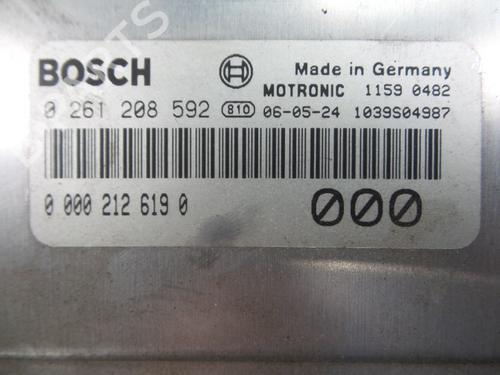 BOSCH Made in Germany
MOTRONIC 1159 0482
0 261 208 592 810 06-05-24 1039S04987
0 000 212 619 0 000